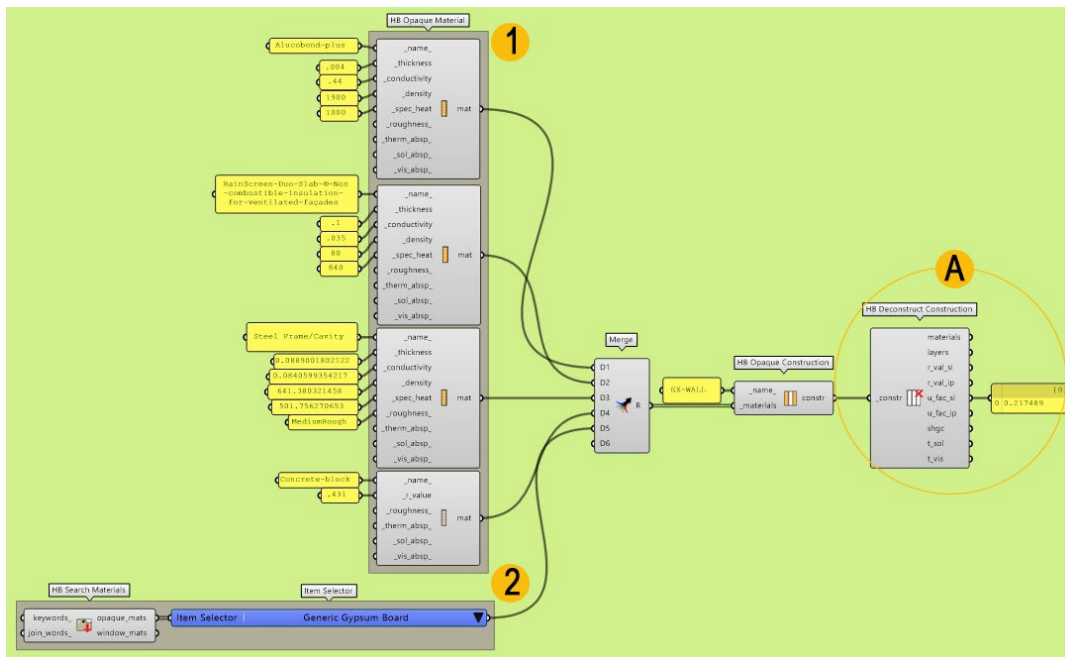 HB Opaque Material
1
Alucobond-plus
.004
.44
1900
1080
_name_
_thickness
_conductivity
_density
_spec_heat
_roughness_
_therm_absp_
_sol_absp_
_vis_absp_
mat
RainScreen-Duo-Slab-®-Non
-combustible-insulation-
for-ventilated-façades
.1
.035
80
840
_name_
_thickness
_conductivity
_density
_spec_heat
_roughness_
_therm_absp_
_sol_absp_
_vis_absp_
mat
Steel Frame/Cavity
0.0889001802122
0.0840599354217
641.380321458
501.756270653
MediumRough
_name_
_thickness
_conductivity
_density
_spec_heat
_roughness_
_therm_absp_
_sol_absp_
_vis_absp_
mat
Concrete-block
.431
_name_
_r_value
_roughness_
_therm_absp_
_sol_absp_
_vis_absp_
mat
Merge
D1
D2
D3
D4
D5
D6
R
EX-WALL
HB Opaque Construction
_name_
_materials
constr
A
HB Deconstruct Construction
_constr
materials
layers
r_val_si
r_val_ip
u_fac_si
u_fac_ip
shgc
t_sol
t_vis
{0
0 0.217489
2
HB Search Materials
keywords_
join_words_
opaque_mats
window_mats
Item Selector
Item Selector
Generic Gypsum Board